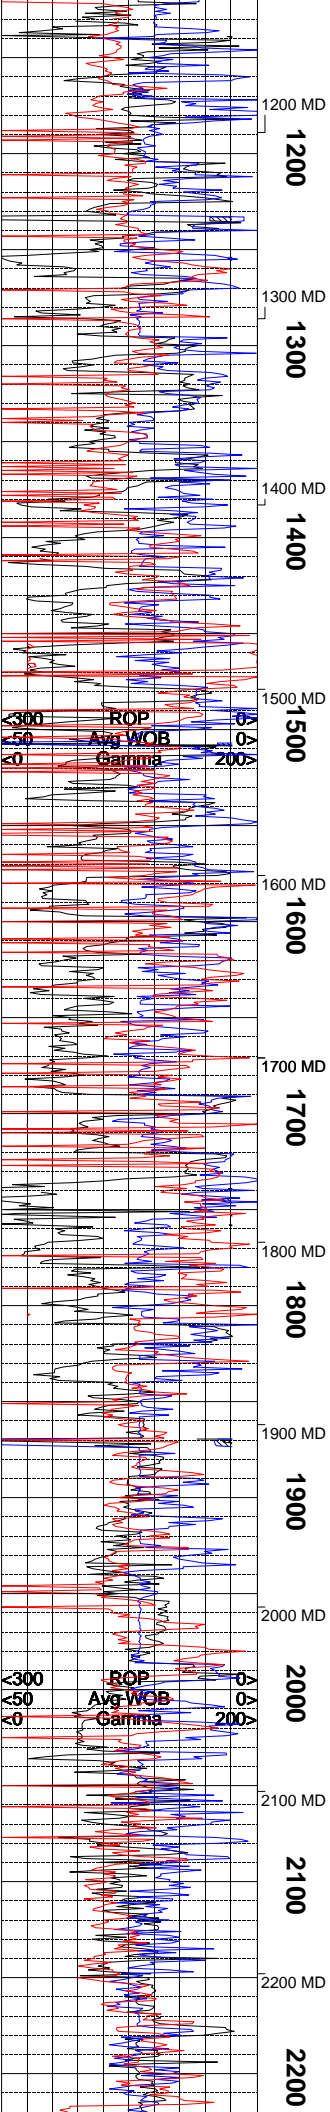 1200 MD
1200
1300 MD
1300
1400 MD
1400
1500 MD
<300 ROP 0>
1500
<50 Avg WOB 0>
<0 Gamma 200>
1600 MD
1600
1700 MD
1700
1800 MD
1800
1900 MD
1900
2000 MD
<300 ROP 0>
2000
<50 Avg WOB 0>
<0 Gamma 200>
2100 MD
2100
2200 MD
2200